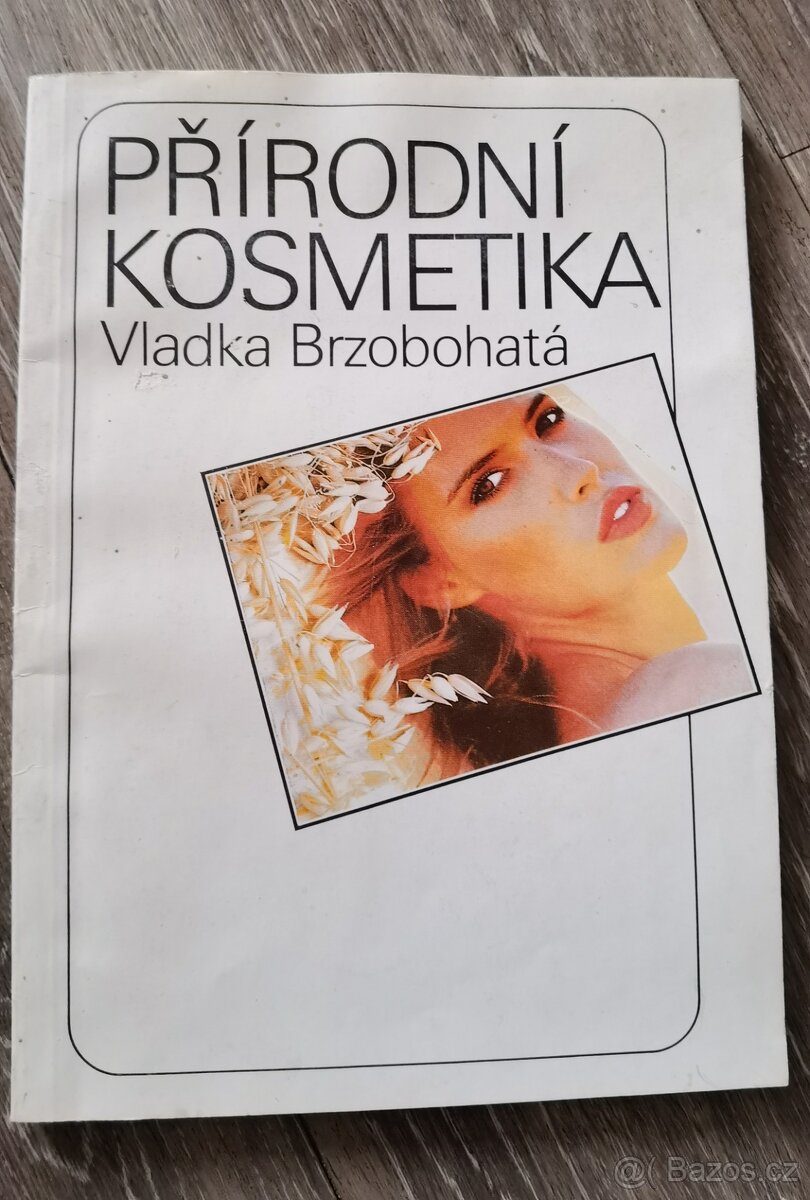 PŘÍRODNÍ
KOSMETIKA
Vladka Brzobohatá
@( Bazos.cz